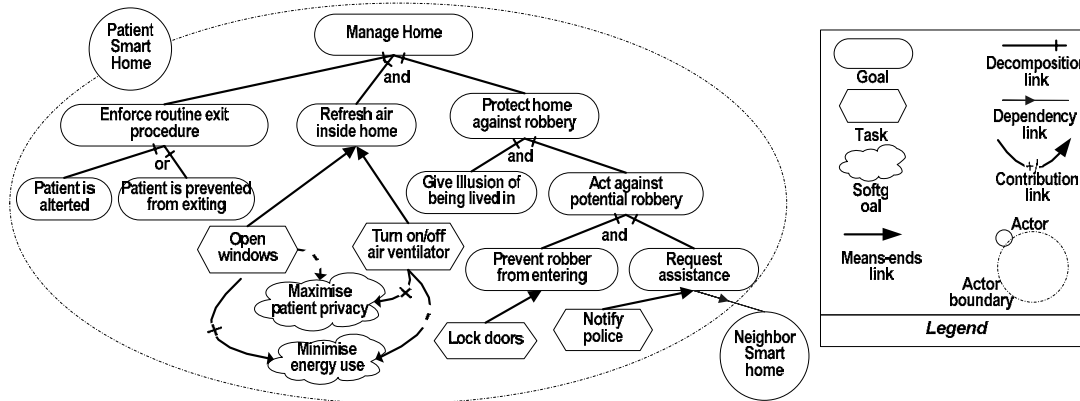 Patient
Smart
Home
Manage Home
and
Enforce routine exit
procedure
Refresh air
inside home
Protect home
against robbery
or
and
Patient is
altered
Patient is prevented
from exiting
Give Illusion of
being lived in
Act against
potential robbery
Open
windows
Turn on/off
air ventilator
and
Prevent robber
from entering
Request
assistance
Maximise
patient privacy
-
+
-
+
Minimise
energy use
Lock doors
Notify
police
Neighbor
Smart
home
Goal
Decomposition
link
Task
Dependency
link
Softg
oal
+/-
Contribution
link
Means-ends
link
Actor
Actor
boundary
Legend